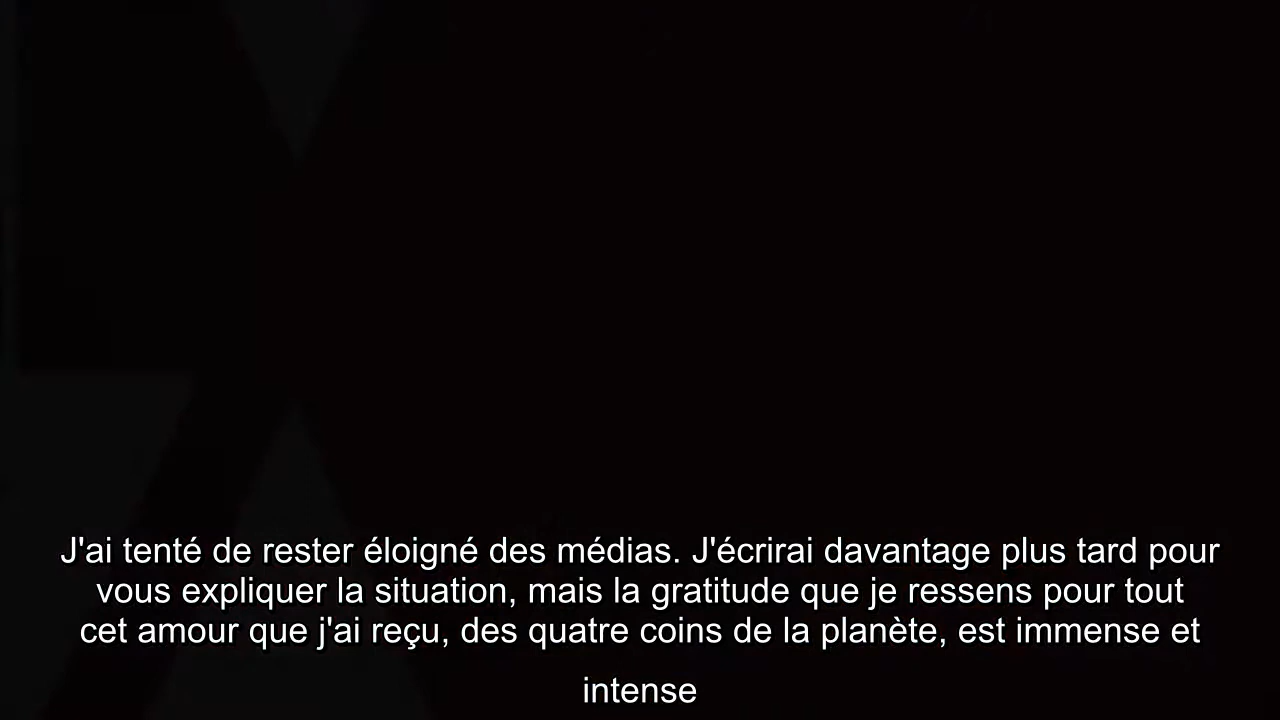 J'ai tenté de rester éloigné des médias. J'écrirai davantage plus tard pour
vous expliquer la situation, mais la gratitude que je ressens pour tout
cet amour que j'ai reçu, des quatre coins de la planète, est immense et
intense